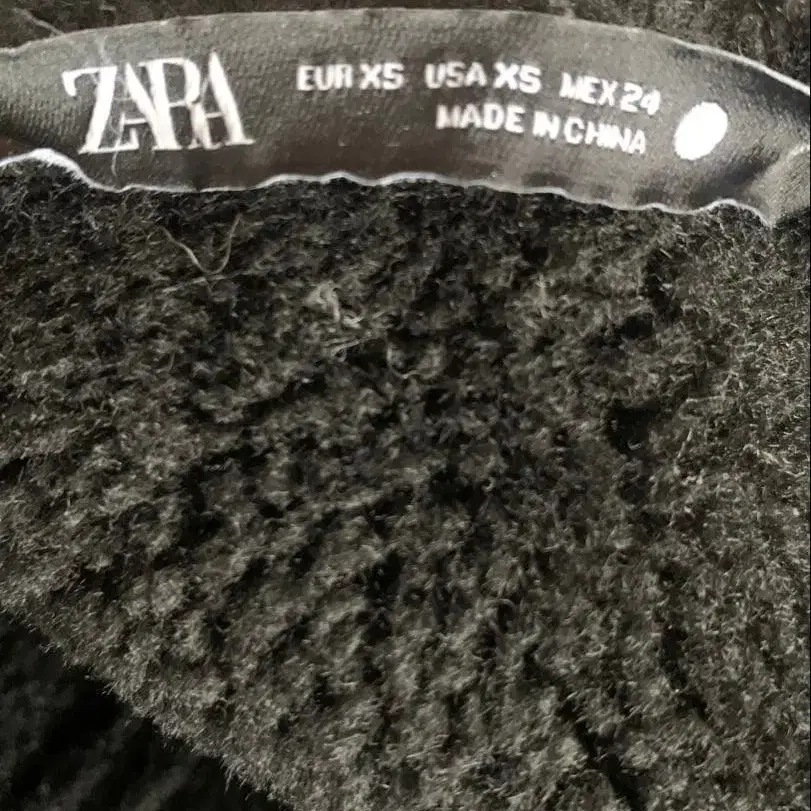 ZARA
EUR XS USA XS MEX 24
MADE IN CHINA